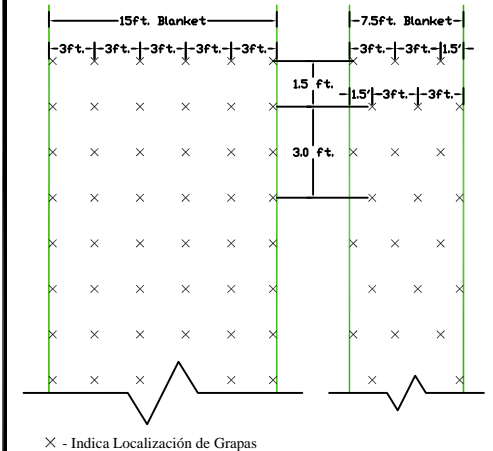 15ft. Blanket
7.5ft. Blanket
3ft. 3ft. 3ft. 3ft. 3ft.
3ft. 3ft. 1.5'
1.5 ft.
1.5' 3ft. 3ft.
3.0 ft.
× - Indica Localización de Grapas